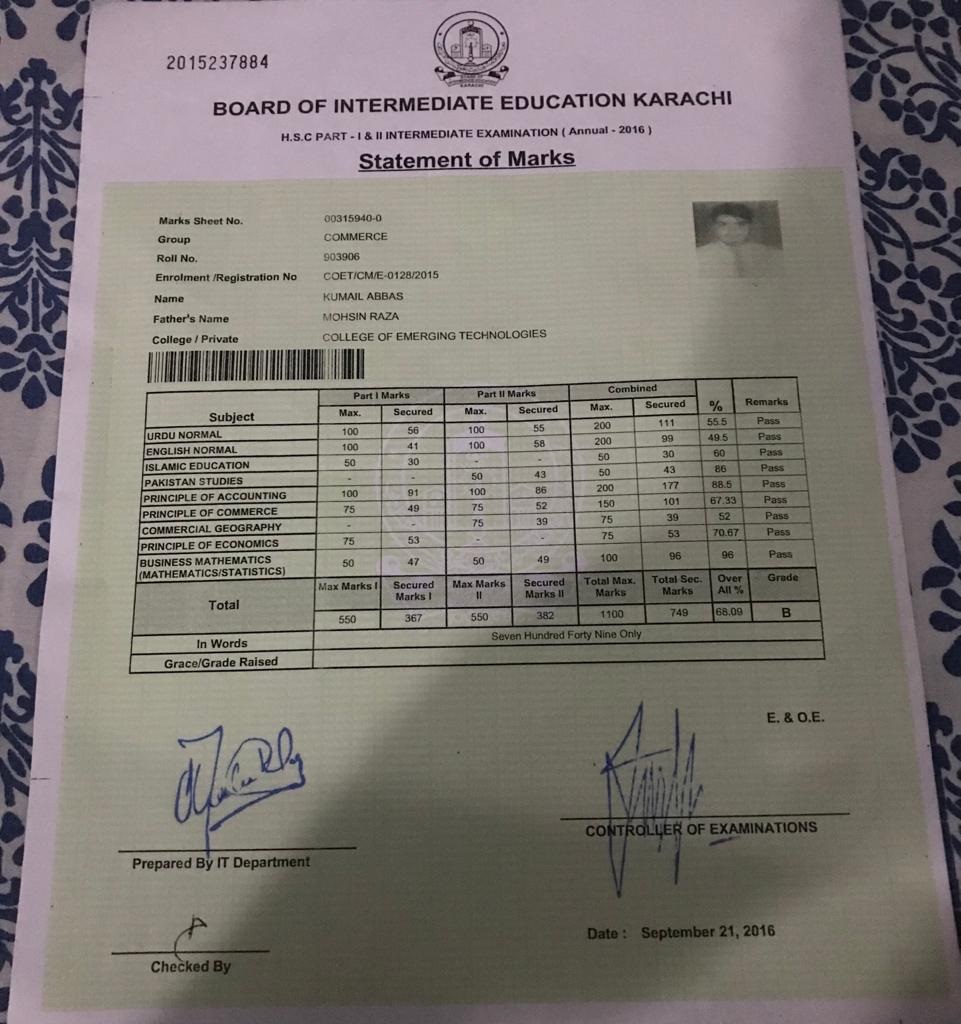 2015237884
KARACHI
BOARD OF INTERMEDIATE EDUCATION KARACHI
H.S.C PART - I & II INTERMEDIATE EXAMINATION ( Annual - 2016 )
Statement of Marks
Marks Sheet No. 00315940-0
Group COMMERCE
Roll No. 903906
Enrolment /Registration No COET/CM/E-0128/2015
Name KUMAIL ABBAS
Father's Name MOHSIN RAZA
College / Private COLLEGE OF EMERGING TECHNOLOGIES
Subject Part I Marks Part II Marks Combined % Remarks
Max. Secured Max. Secured Max. Secured
URDU NORMAL 100 56 100 55 200 111 55.5 Pass
ENGLISH NORMAL 100 41 100 58 200 99 49.5 Pass
ISLAMIC EDUCATION 50 30 - - 50 30 60 Pass
PAKISTAN STUDIES - - 50 43 50 43 86 Pass
PRINCIPLE OF ACCOUNTING 100 91 100 86 200 177 88.5 Pass
PRINCIPLE OF COMMERCE 75 49 75 52 150 101 67.33 Pass
COMMERCIAL GEOGRAPHY - - 75 39 75 39 52 Pass
PRINCIPLE OF ECONOMICS 75 53 - - 75 53 70.67 Pass
BUSINESS MATHEMATICS 50 47 50 49 100 96 96 Pass
(MATHEMATICS/STATISTICS)
Total Max Marks I Secured Marks I Max Marks II Secured Marks II Total Max. Marks Total Sec. Marks Over All % Grade
550 367 550 382 1100 749 68.09 B
In Words Seven Hundred Forty Nine Only
Grace/Grade Raised
E. & O.E.
CONTROLLER OF EXAMINATIONS
Prepared By IT Department
Date : September 21, 2016
Checked By